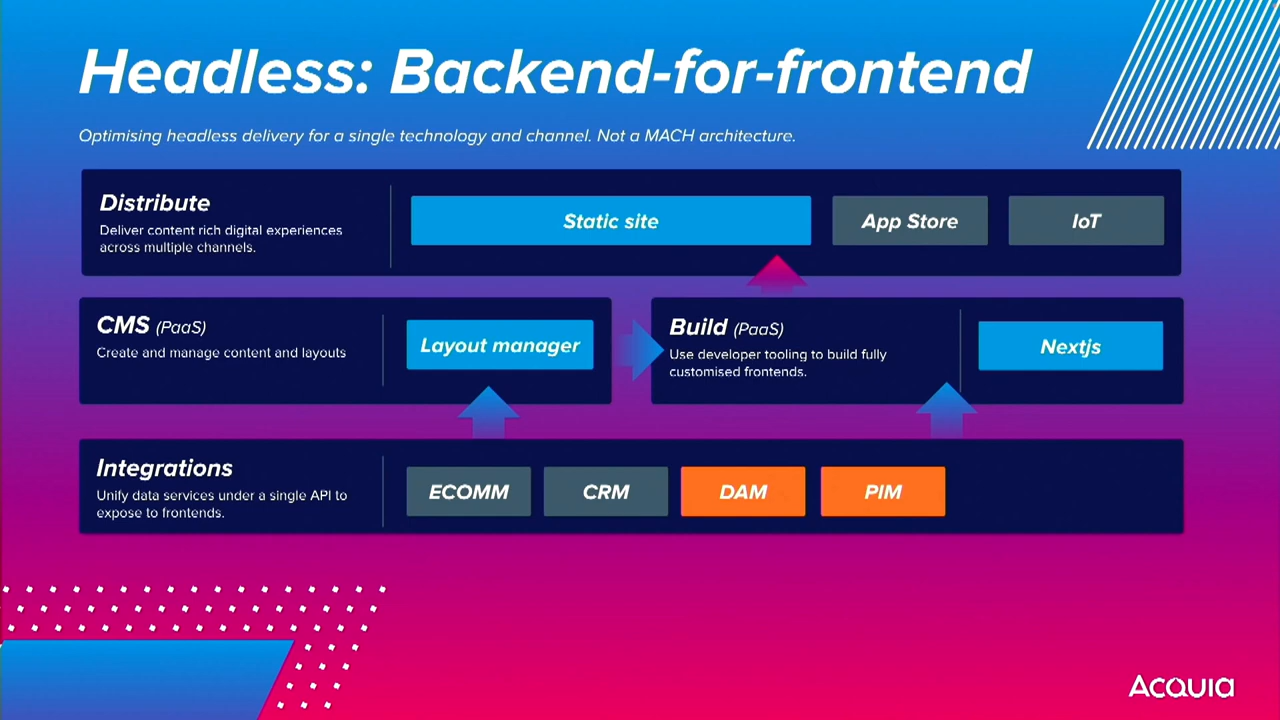 Headless: Backend-for-frontend
Optimising headless delivery for a single technology and channel. Not a MACH architecture.
Distribute
Deliver content rich digital experiences
across multiple channels.
Static site
App Store
IoT
CMS (PaaS)
Create and manage content and layouts
Layout manager
Build (PaaS)
Use developer tooling to build fully
customised frontends.
Nextjs
Integrations
Unify data services under a single API to
expose to frontends.
ECOMM
CRM
DAM
PIM
ACQUIA